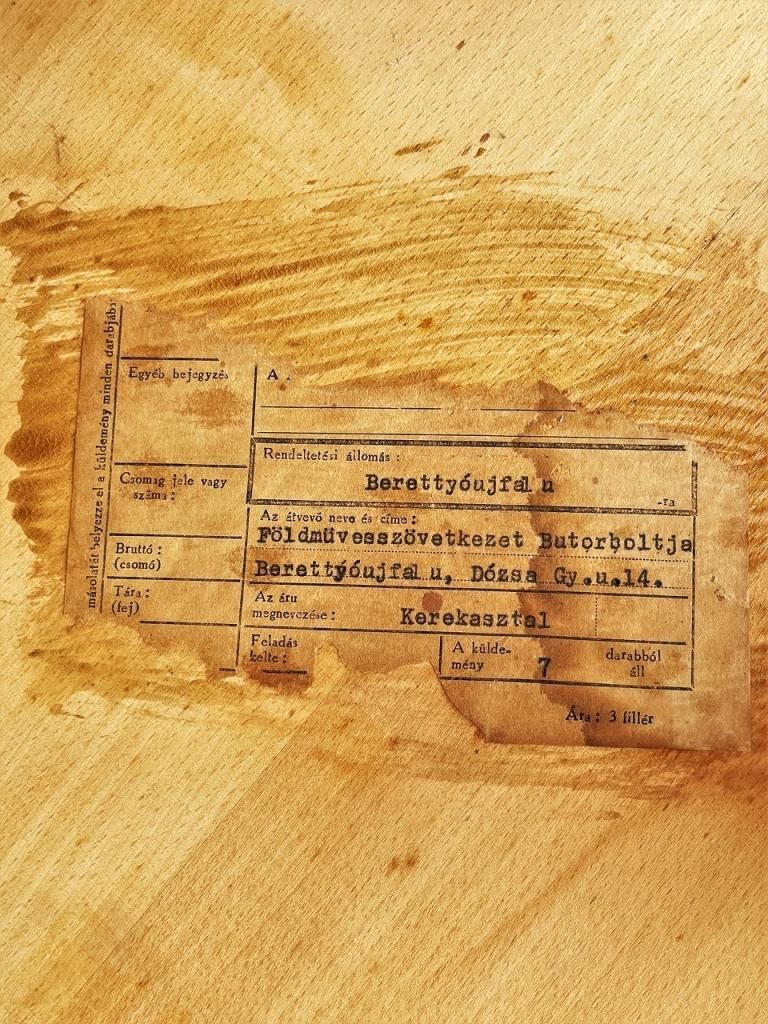 másolatát helyezze el a küldemény minden darabjába
Egyéb bejegyzés
A
Rendeltetési állomás :
Berettyóujfalu
-ra
Csomag jele vagy
száma :
Az átvevő neve és címe :
Földmüvesszövetkezet Butorboltja
Berettyóujfalu, Dózsa Gy.u.14.
Bruttó :
(csomó)
Tára :
(fej)
Az áru
megnevezése :
Kerekasztal
Feladás
kelte :
A külde-
mény
7
darabból
áll
Ára : 3 fillér